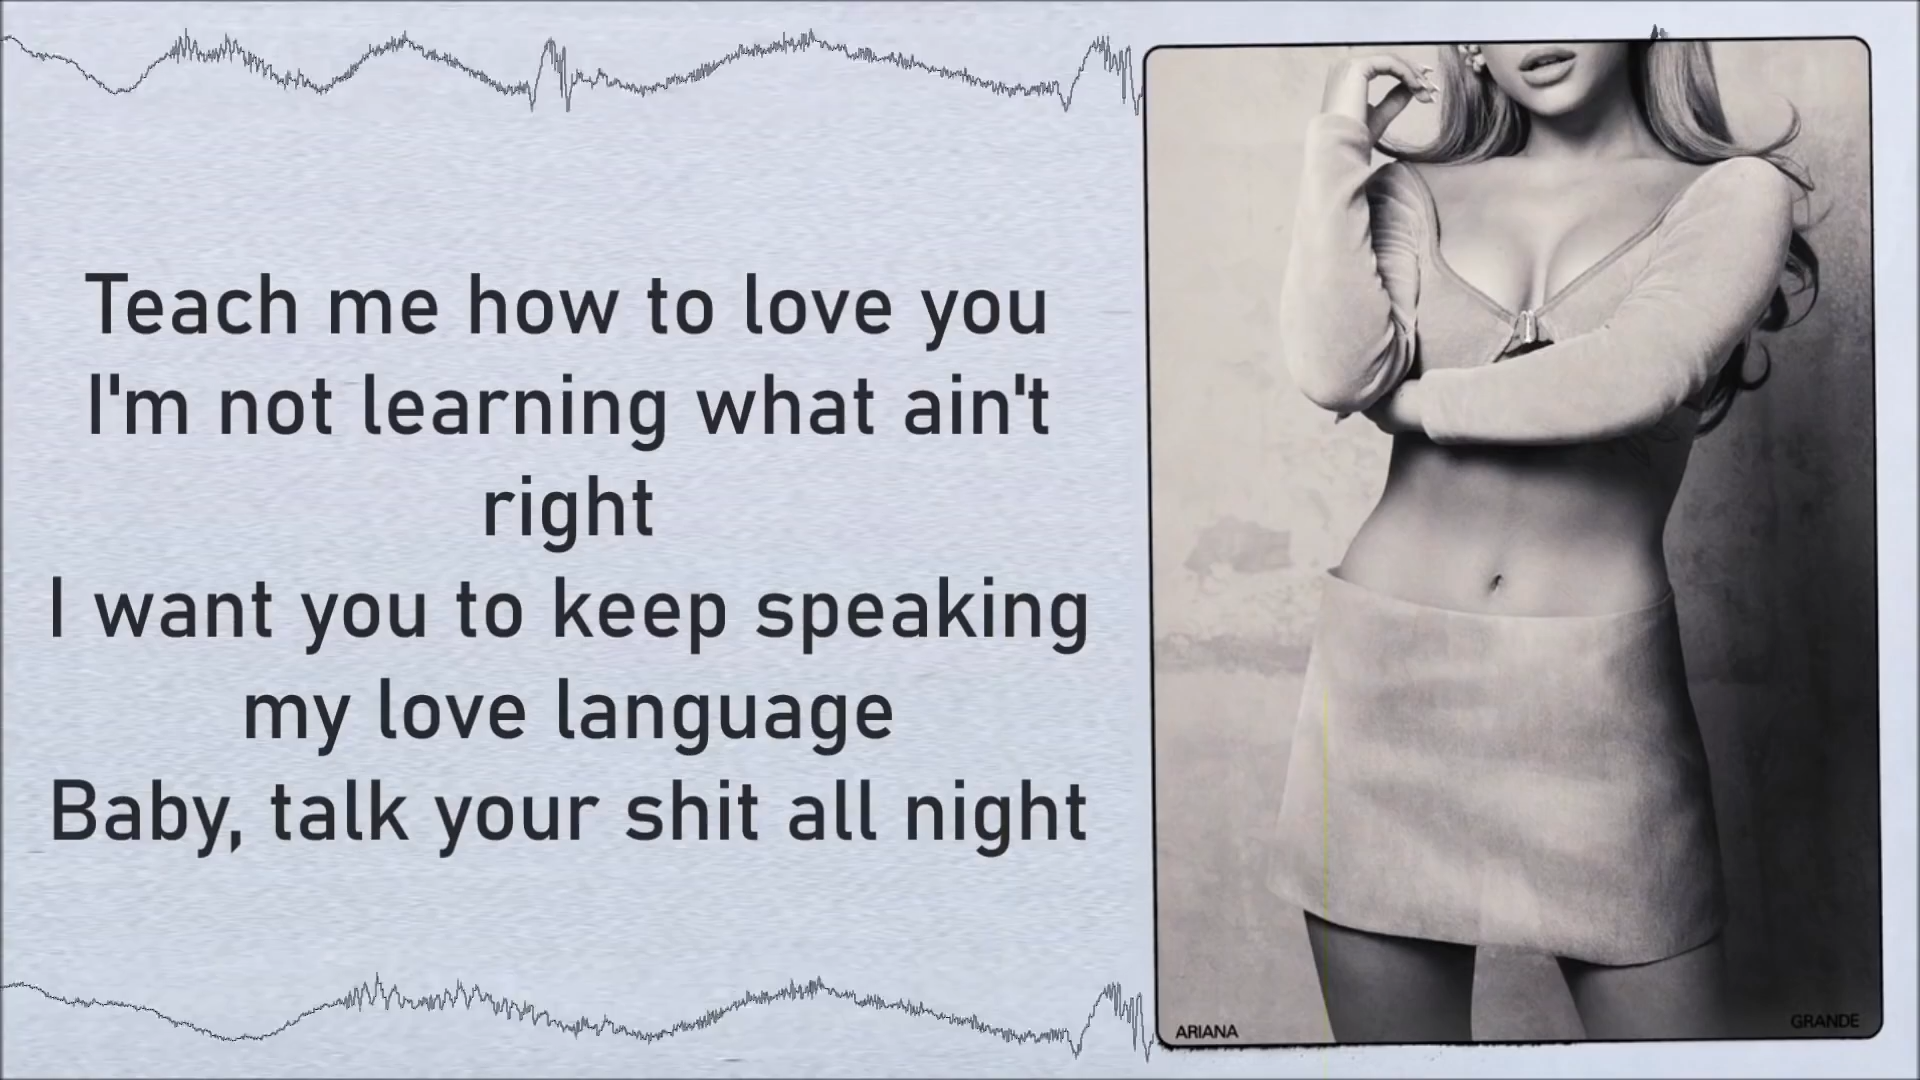 Teach me how to love you
I'm not learning what ain't
right
I want you to keep speaking
my love language
Baby, talk your shit all night
ARIANA
GRANDE